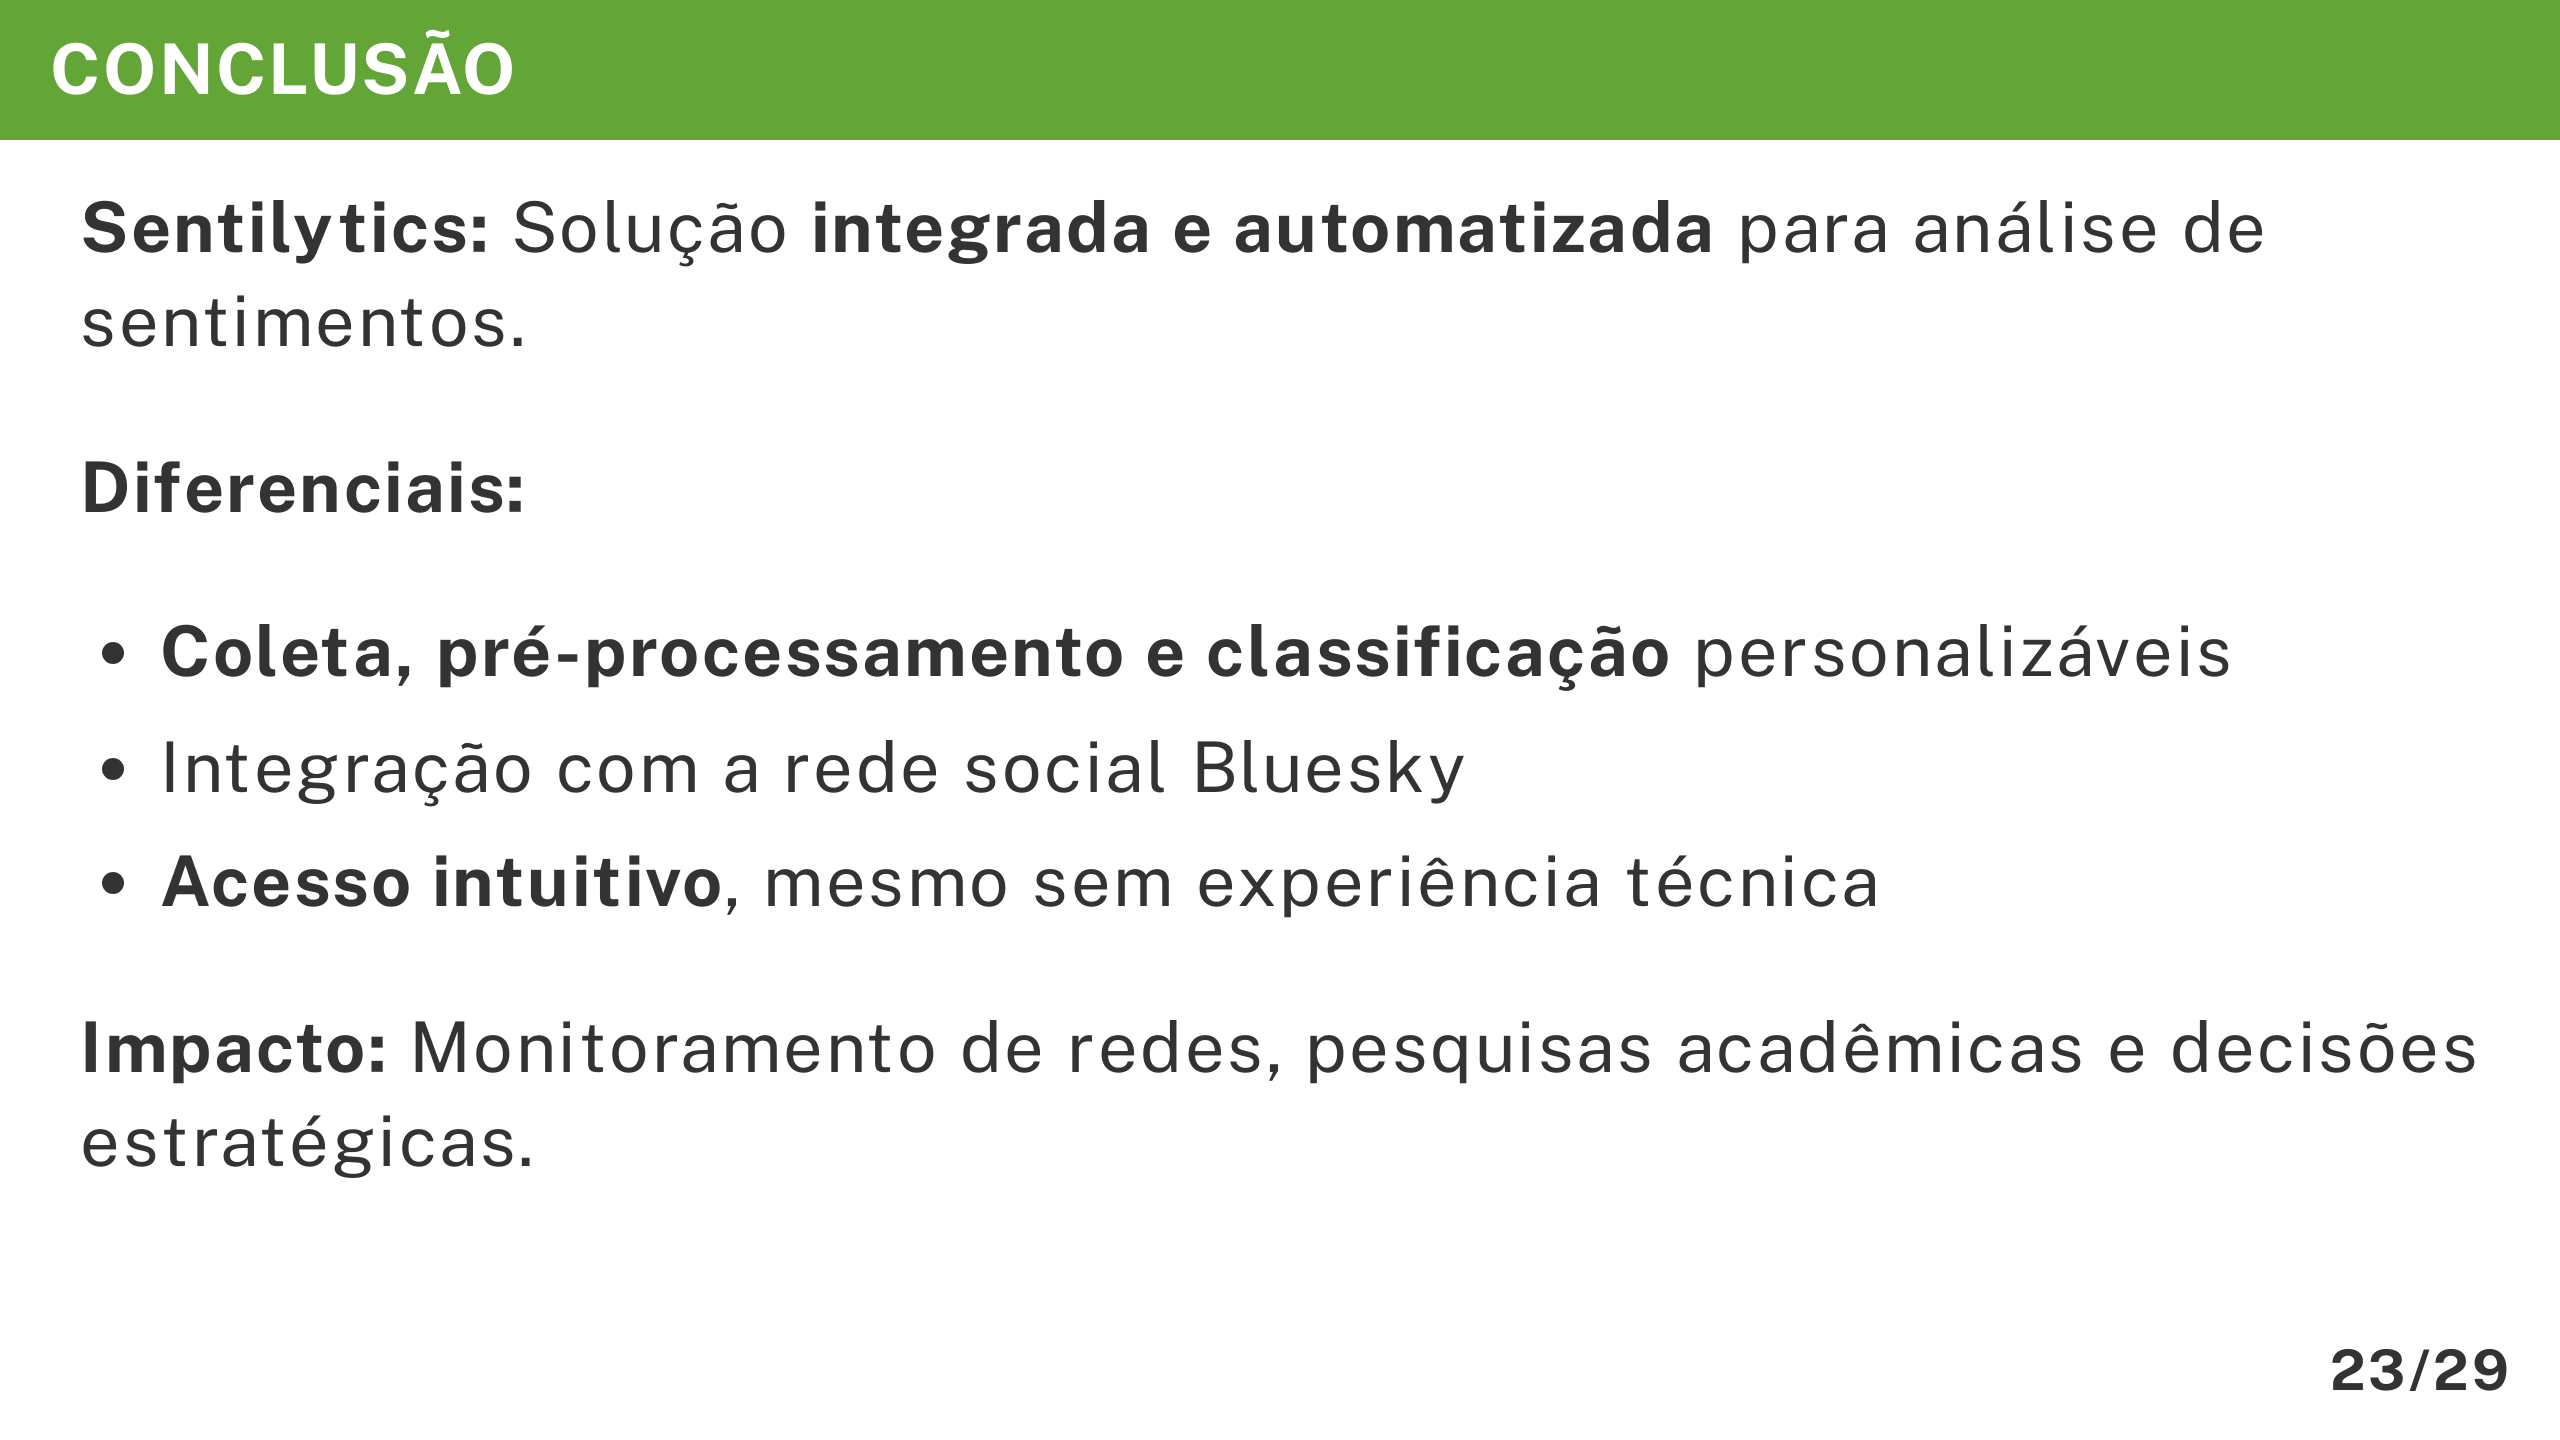 CONCLUSÃO
Sentilytics: Solução integrada e automatizada para análise de
sentimentos.
Diferenciais:
• Coleta, pré-processamento e classificação personalizáveis
• Integração com a rede social Bluesky
• Acesso intuitivo, mesmo sem experiência técnica
Impacto: Monitoramento de redes, pesquisas acadêmicas e decisões
estratégicas.
23/29